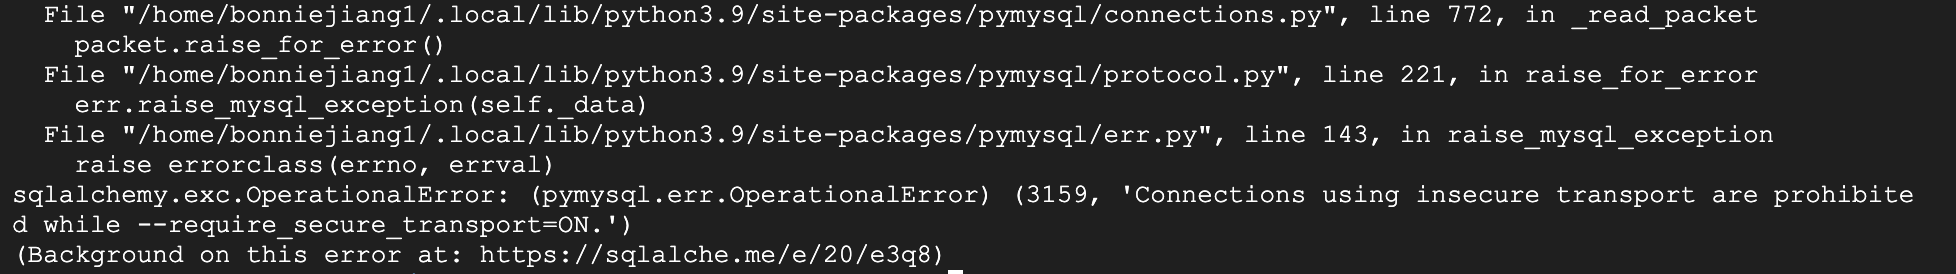 File "/home/bonniejiang1/.local/lib/python3.9/site-packages/pymysql/connections.py", line 772, in _read_packet
packet.raise_for_error()
File "/home/bonniejiang1/.local/lib/python3.9/site-packages/pymysql/protocol.py", line 221, in raise_for_error
err.raise_mysql_exception(self._data)
File "/home/bonniejiang1/.local/lib/python3.9/site-packages/pymysql/err.py", line 143, in raise_mysql_exception
raise errorclass(errno, errval)
sqlalchemy.exc.OperationalError: (pymysql.err.OperationalError) (3159, 'Connections using insecure transport are prohibite
d while --require_secure_transport=ON.')
(Background on this error at: https://sqlalche.me/e/20/e3q8)